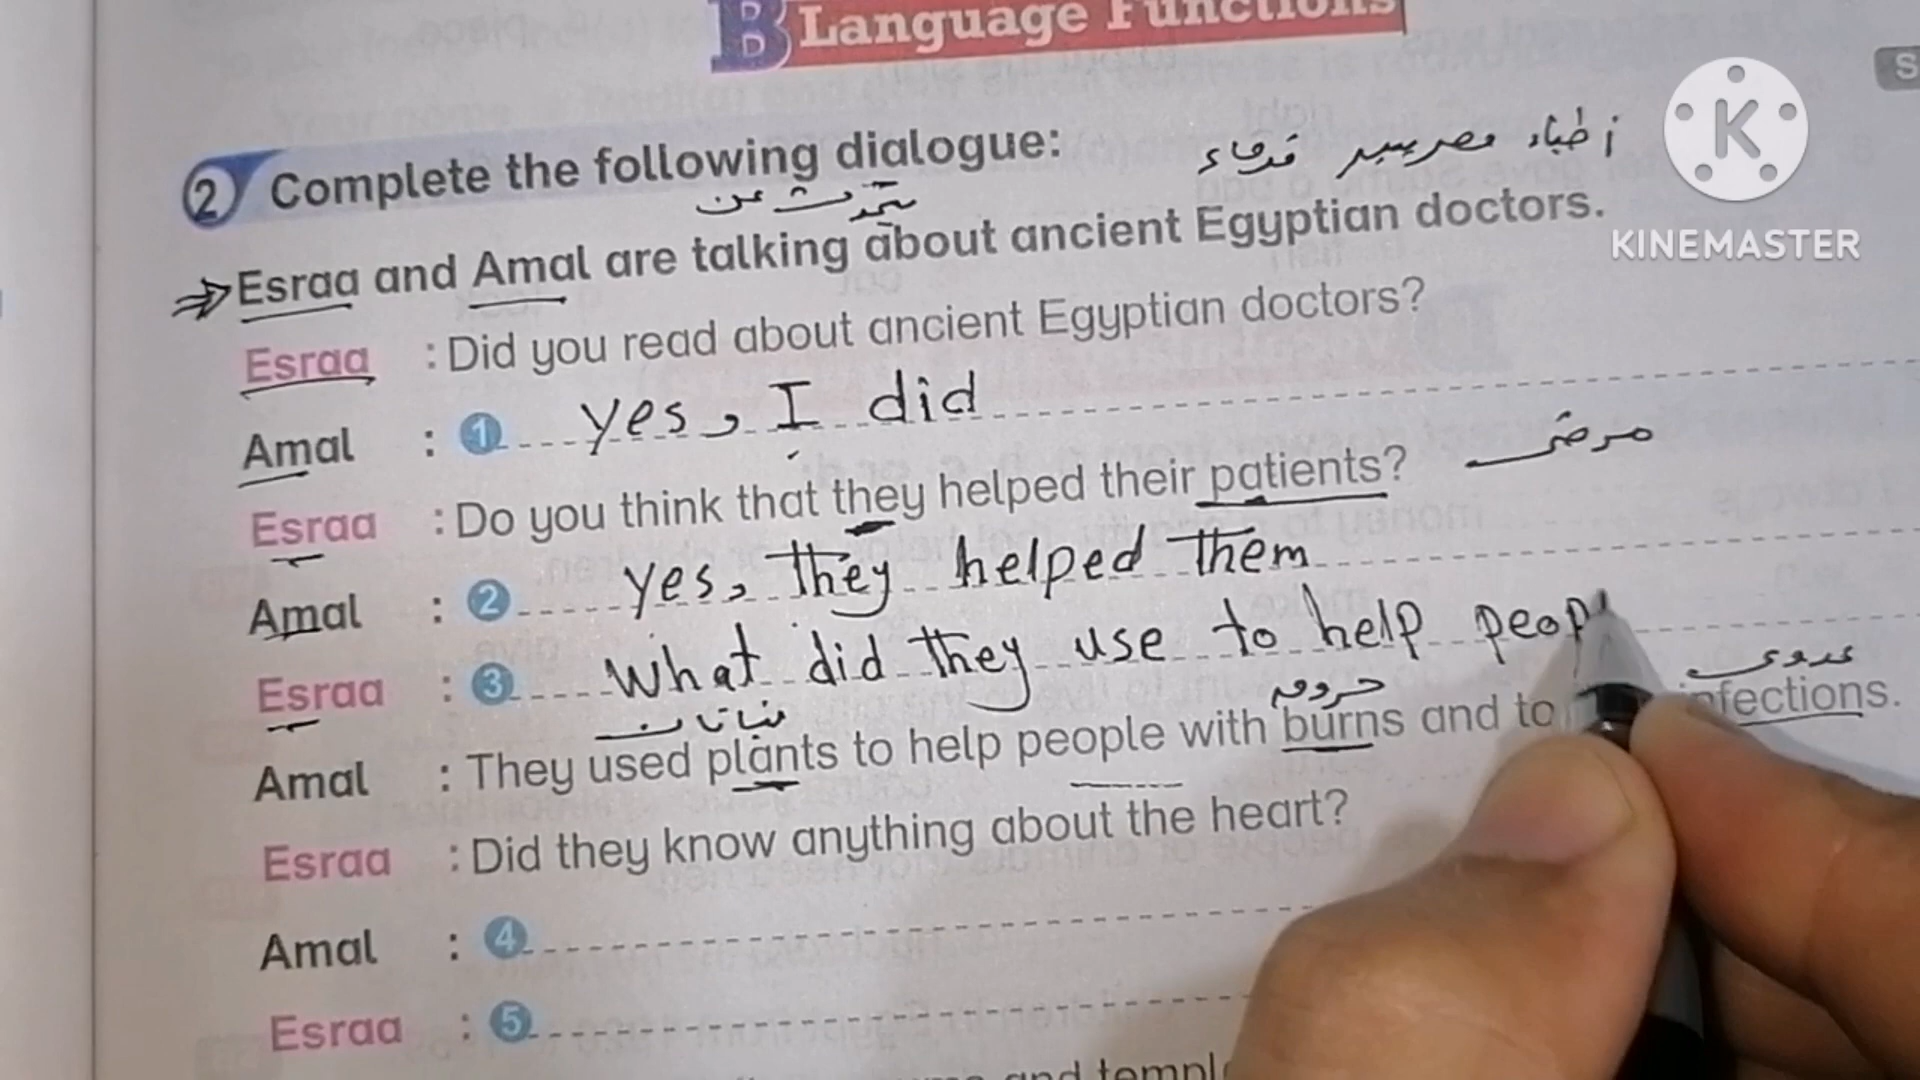 B Language Functions
S
KINEMASTER
2 Complete the following dialogue:
أطباء مصريين قدماء
يتحدث عن
Esraa and Amal are talking about ancient Egyptian doctors.
Esraa : Did you read about ancient Egyptian doctors?
Amal : 1 yes, I did
مرضى
Esraa : Do you think that they helped their patients?
Amal : 2 yes, they helped them
Esraa : 3 What did they use to help peop
نباتات حروق عدوى
Amal : They used plants to help people with burns and to nfections.
Esraa : Did they know anything about the heart?
Amal : 4
Esraa : 5
and templ